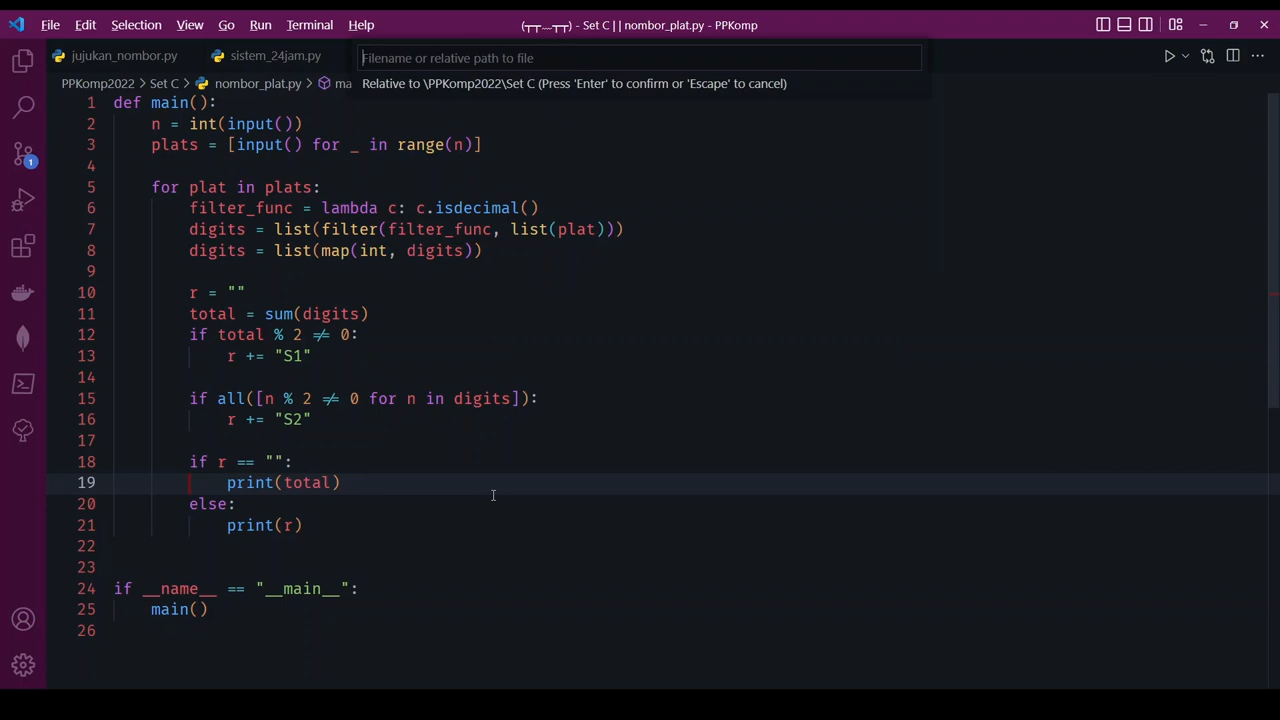 File Edit Selection View Go Run Terminal Help
(┬┬﹏┬┬) - Set C || nombor_plat.py - PPKomp
jujukan_nombor.py
sistem_24jam.py
Filename or relative path to file
Relative to \PPKomp2022\Set C (Press 'Enter' to confirm or 'Escape' to cancel)
PPKomp2022 > Set C > nombor_plat.py > ma
1 def main():
2 n = int(input())
3 plats = [input() for _ in range(n)]
4
5 for plat in plats:
6 filter_func = lambda c: c.isdecimal()
7 digits = list(filter(filter_func, list(plat)))
8 digits = list(map(int, digits))
9
10 r = ""
11 total = sum(digits)
12 if total % 2 ≠ 0:
13 r += "S1"
14
15 if all([n % 2 ≠ 0 for n in digits]):
16 r += "S2"
17
18 if r == "":
19 print(total)
20 else:
21 print(r)
22
23
24 if __name__ == "__main__":
25 main()
26
1